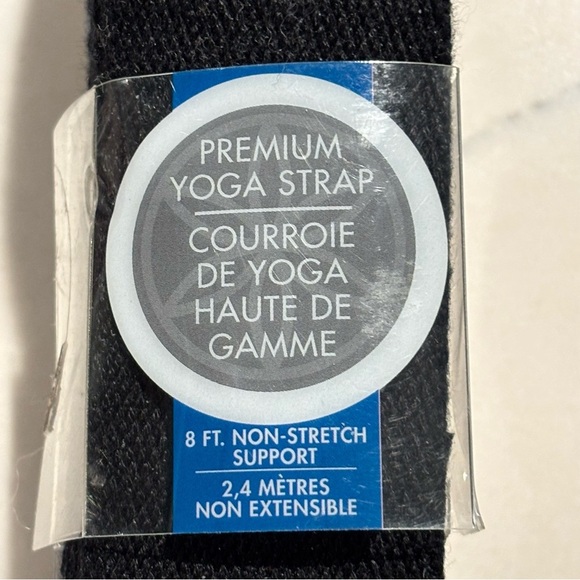 PREMIUM
YOGA STRAP
COURROIE
DE YOGA
HAUTE DE
GAMME
8 FT. NON-STRETCH
SUPPORT
2,4 MÈTRES
NON EXTENSIBLE